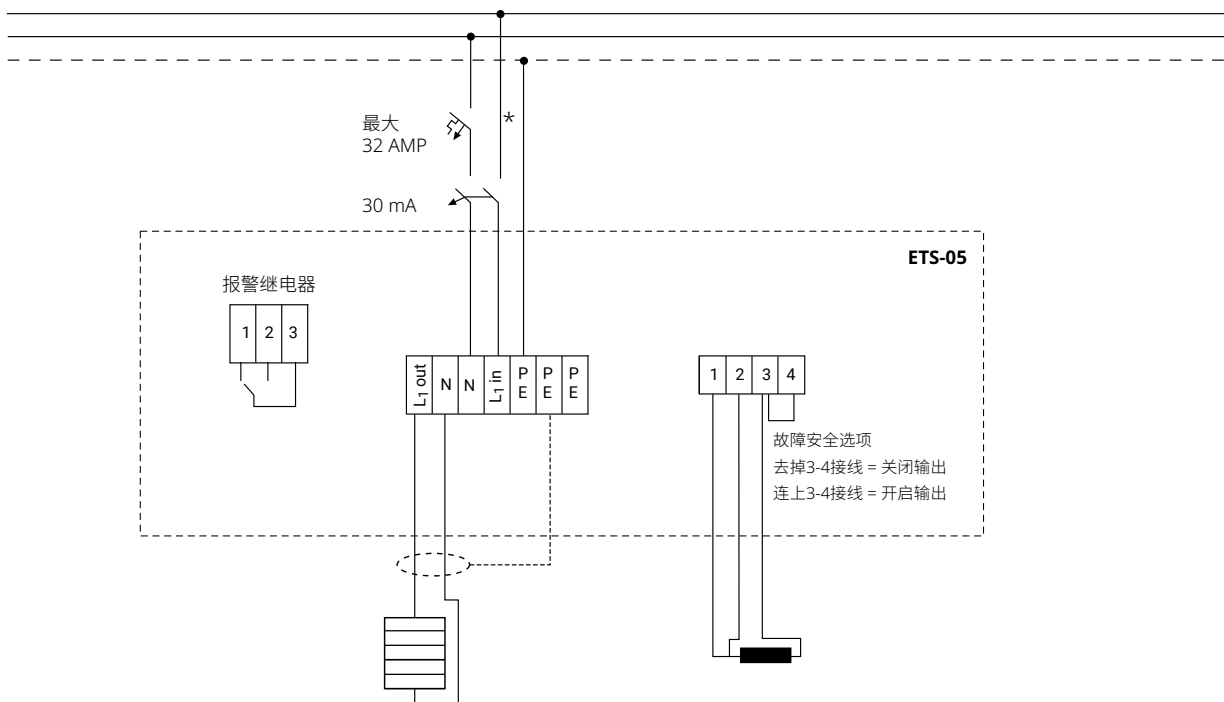 *
最大
32 AMP
30 mA
ETS-05
报警继电器
1 2 3
L1 out N N L1 in PE PE PE
1 2 3 4
故障安全选项
去掉3-4接线 = 关闭输出
连上3-4接线 = 开启输出